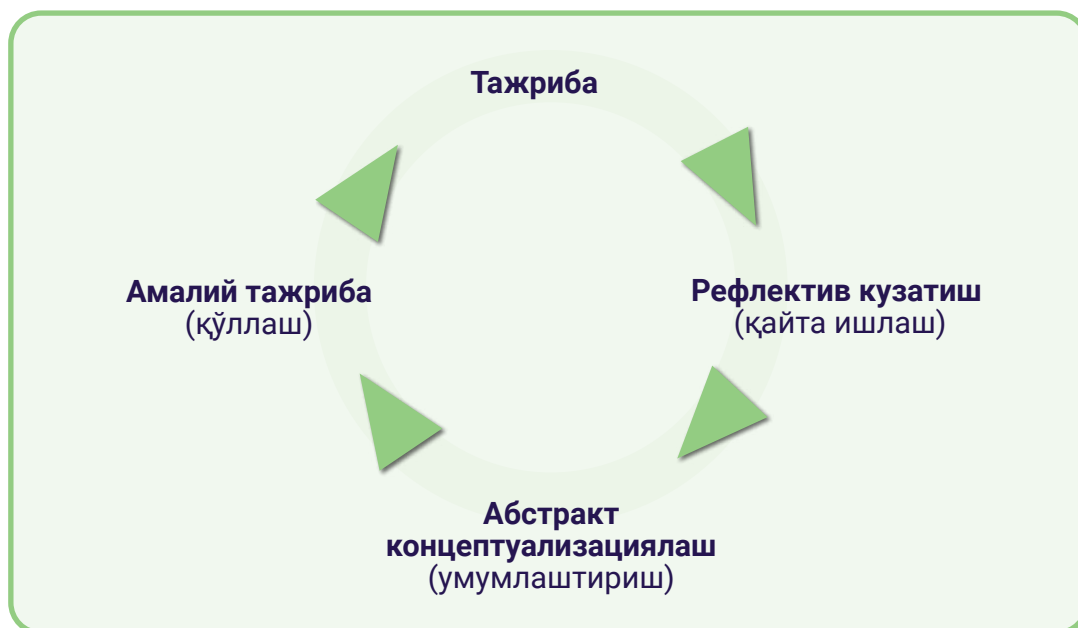 Тажриба
Амалий тажриба
(қўллаш)
Рефлектив кузатиш
(қайта ишлаш)
Абстракт
концептуализациялаш
(умумлаштириш)